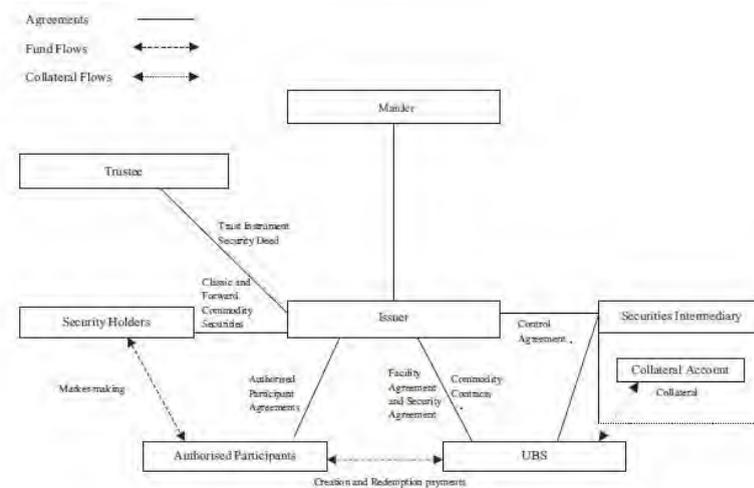 Agreements
Fund Flows
Collateral Flows
Mander
Trustee
Trust Instrument
Security Deed
Classic and
Forward
Commodity
Securities
Security Holders
Issuer
Control
Agreement
Securities Intermediary
Collateral Account
Collateral
Market-making
Authorised
Participant
Agreements
Facility
Agreement
and Security
Agreement
Commodity
Contracts
Authorised Participants
UBS
Creation and Redemption payments